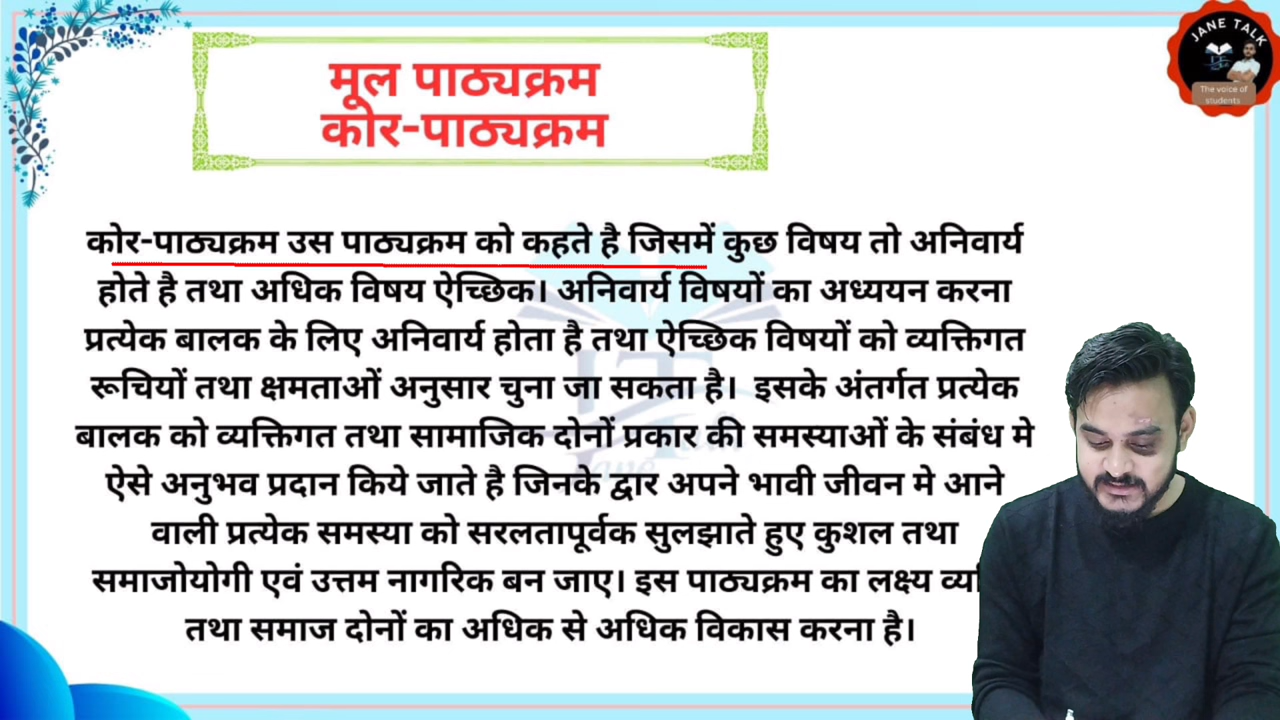 मूल पाठ्यक्रम
कोर-पाठ्यक्रम
JANE TALK
The voice of
students
कोर-पाठ्यक्रम उस पाठ्यक्रम को कहते है जिसमें कुछ विषय तो अनिवार्य
होते है तथा अधिक विषय ऐच्छिक। अनिवार्य विषयों का अध्ययन करना
प्रत्येक बालक के लिए अनिवार्य होता है तथा ऐच्छिक विषयों को व्यक्तिगत
रूचियों तथा क्षमताओं अनुसार चुना जा सकता है। इसके अंतर्गत प्रत्येक
बालक को व्यक्तिगत तथा सामाजिक दोनों प्रकार की समस्याओं के संबंध मे
ऐसे अनुभव प्रदान किये जाते है जिनके द्वार अपने भावी जीवन मे आने
वाली प्रत्येक समस्या को सरलतापूर्वक सुलझाते हुए कुशल तथा
समाजोयोगी एवं उत्तम नागरिक बन जाए। इस पाठ्यक्रम का लक्ष्य
तथा समाज दोनों का अधिक से अधिक विकास करना है।